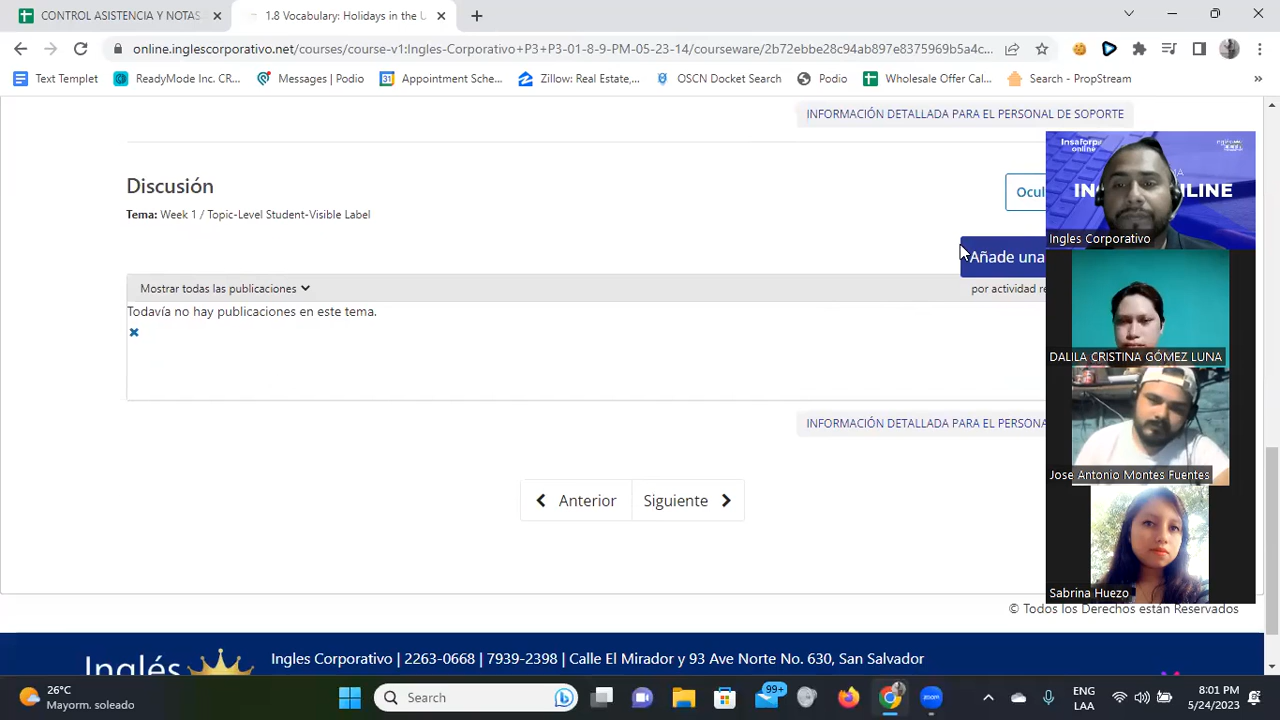 CONTROL ASISTENCIA Y NOTAS
1.8 Vocabulary: Holidays in the U
online.inglescorporativo.net/courses/course-v1:Ingles-Corporativo+P3+P3-01-8-9-PM-05-23-14/courseware/2b72ebbe28c94ab897e8375969b5a4c...
Text Templet
ReadyMode Inc. CR...
Messages | Podio
Appointment Sche...
Zillow: Real Estate,...
OSCN Docket Search
Podio
Wholesale Offer Cal...
Search - PropStream
»
INFORMACIÓN DETALLADA PARA EL PERSONAL DE SOPORTE
Discusión
Ocul
Tema: Week 1 / Topic-Level Student-Visible Label
Añade una
Mostrar todas las publicaciones
por actividad re
Todavía no hay publicaciones en este tema.
INFORMACIÓN DETALLADA PARA EL PERSONA
Anterior
Siguiente
© Todos los Derechos están Reservados
Inglés
Ingles Corporativo | 2263-0668 | 7939-2398 | Calle El Mirador y 93 Ave Norte No. 630, San Salvador
Insaforp
online
IN
ONLINE
Ingles Corporativo
DALILA CRISTINA GÓMEZ LUNA
Jose Antonio Montes Fuentes
Sabrina Huezo
26°C
Mayorm. soleado
Search
99+
zoom
ENG
LAA
8:01 PM
5/24/2023